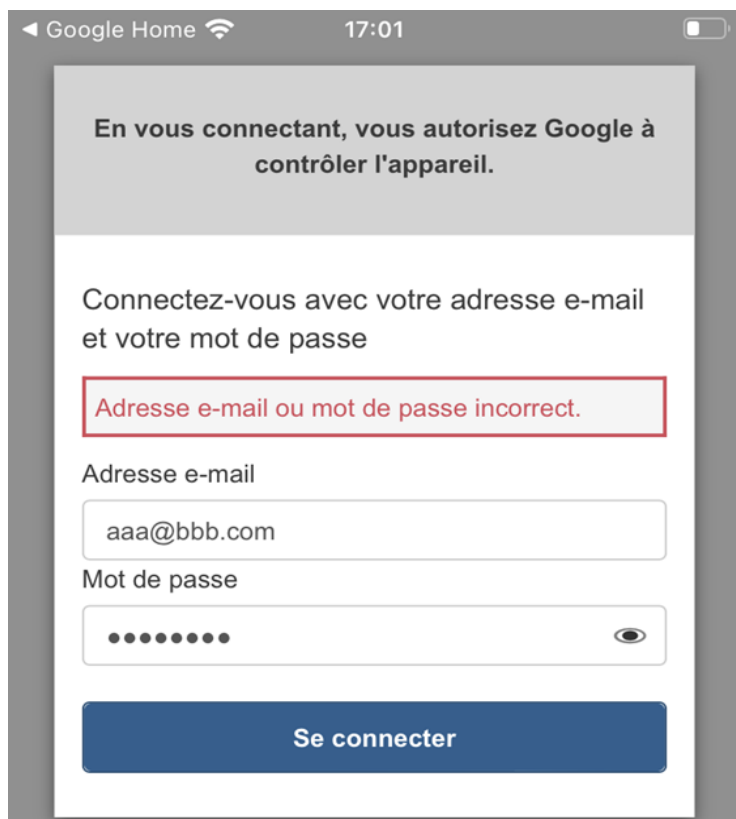 ◀ Google Home 17:01
En vous connectant, vous autorisez Google à
contrôler l'appareil.
Connectez-vous avec votre adresse e-mail
et votre mot de passe
Adresse e-mail ou mot de passe incorrect.
Adresse e-mail
aaa@bbb.com
Mot de passe
●●●●●●●●
Se connecter